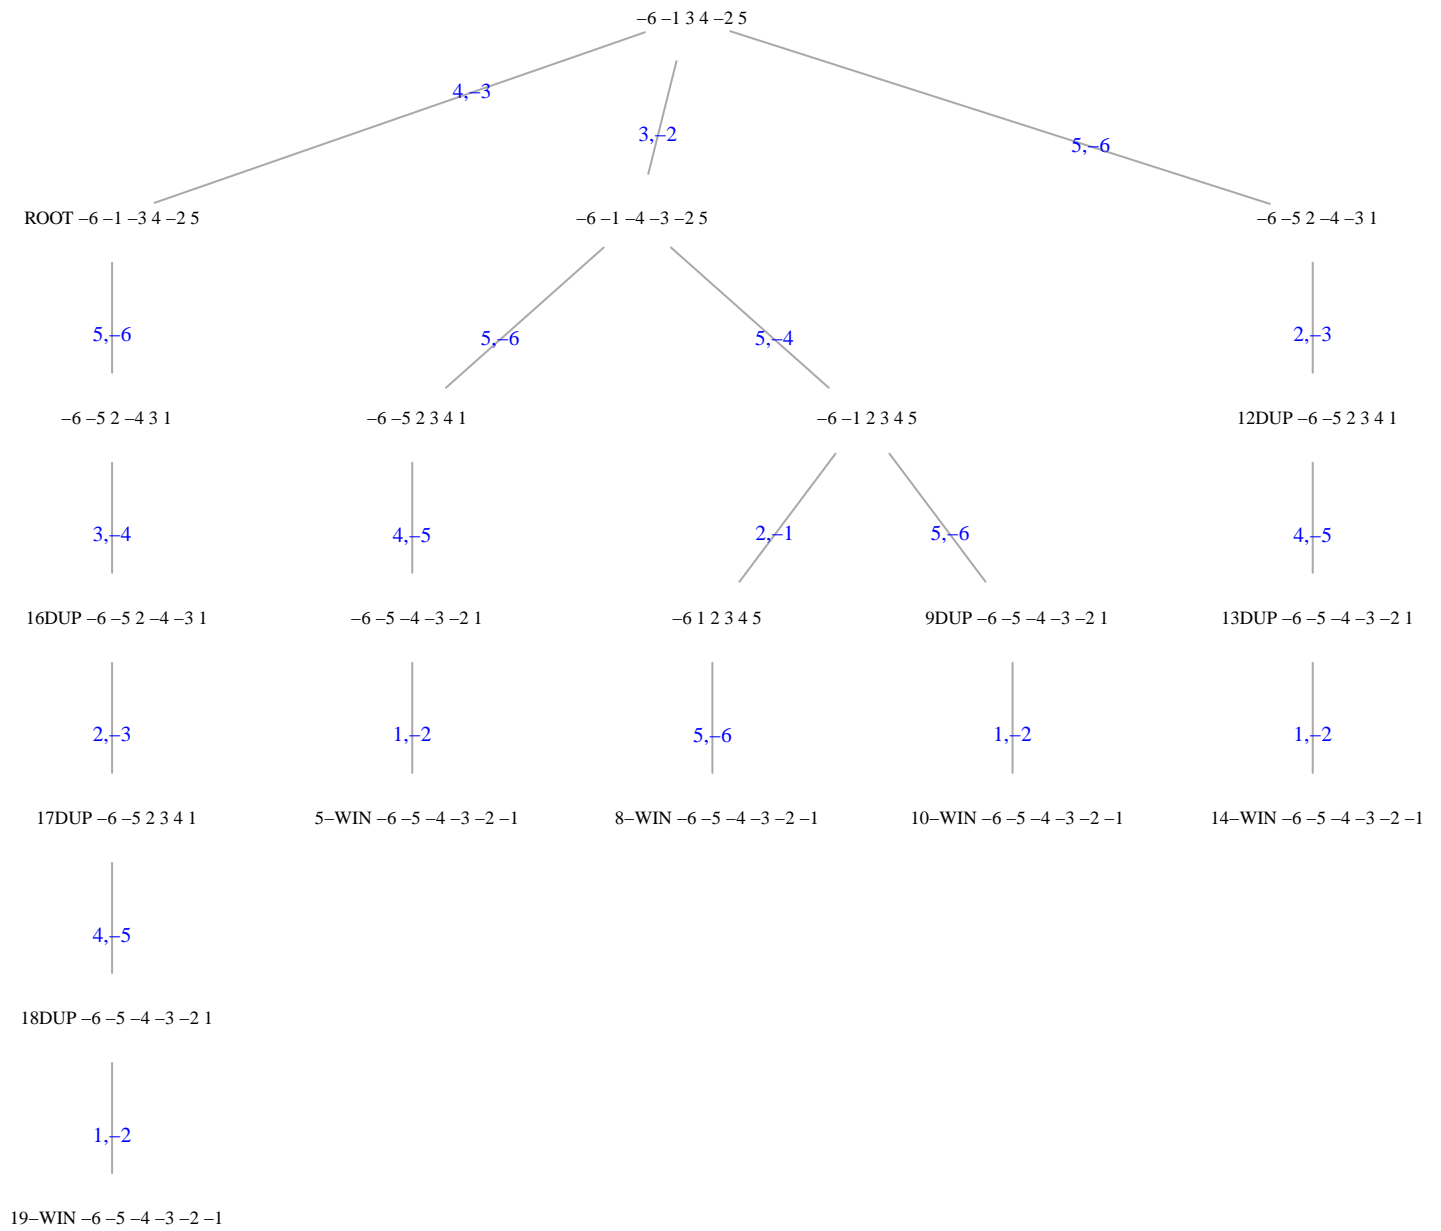 –6 –1 3 4 –2 5
4,–3
3,–2
5,–6
ROOT –6 –1 –3 4 –2 5
–6 –1 –4 –3 –2 5
–6 –5 2 –4 –3 1
5,–6
5,–6
5,–4
2,–3
–6 –5 2 –4 3 1
–6 –5 2 3 4 1
–6 –1 2 3 4 5
12DUP –6 –5 2 3 4 1
3,–4
4,–5
2,–1
5,–6
4,–5
16DUP –6 –5 2 –4 –3 1
–6 –5 –4 –3 –2 1
–6 1 2 3 4 5
9DUP –6 –5 –4 –3 –2 1
13DUP –6 –5 –4 –3 –2 1
2,–3
1,–2
5,–6
1,–2
1,–2
17DUP –6 –5 2 3 4 1
5–WIN –6 –5 –4 –3 –2 –1
8–WIN –6 –5 –4 –3 –2 –1
10–WIN –6 –5 –4 –3 –2 –1
14–WIN –6 –5 –4 –3 –2 –1
4,–5
18DUP –6 –5 –4 –3 –2 1
1,–2
19–WIN –6 –5 –4 –3 –2 –1